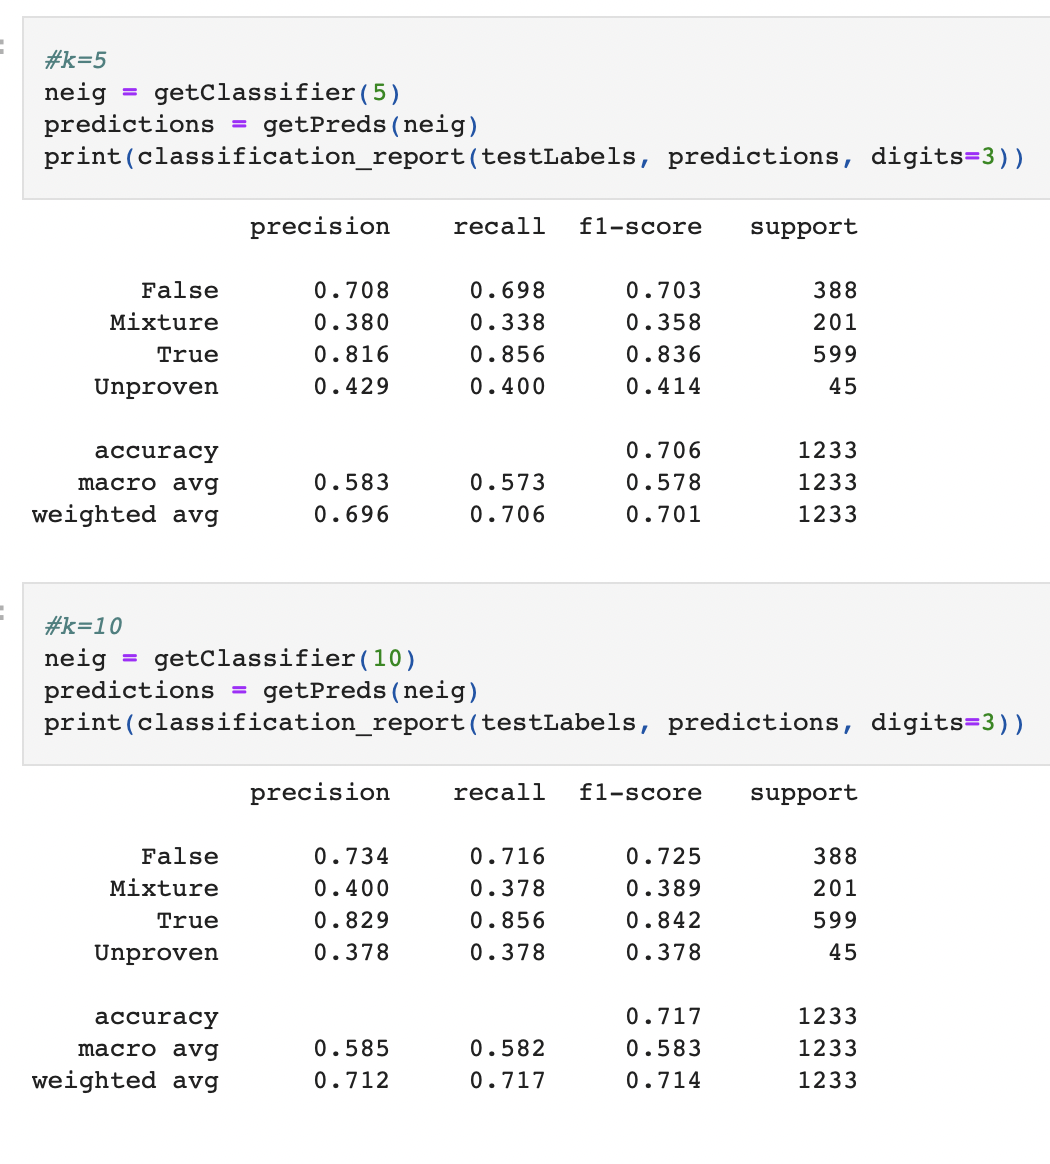 #k=5
neig = getClassifier(5)
predictions = getPreds(neig)
print(classification_report(testLabels, predictions, digits=3))
precision recall f1-score support
False 0.708 0.698 0.703 388
Mixture 0.380 0.338 0.358 201
True 0.816 0.856 0.836 599
Unproven 0.429 0.400 0.414 45
accuracy 0.706 1233
macro avg 0.583 0.573 0.578 1233
weighted avg 0.696 0.706 0.701 1233
#k=10
neig = getClassifier(10)
predictions = getPreds(neig)
print(classification_report(testLabels, predictions, digits=3))
precision recall f1-score support
False 0.734 0.716 0.725 388
Mixture 0.400 0.378 0.389 201
True 0.829 0.856 0.842 599
Unproven 0.378 0.378 0.378 45
accuracy 0.717 1233
macro avg 0.585 0.582 0.583 1233
weighted avg 0.712 0.717 0.714 1233